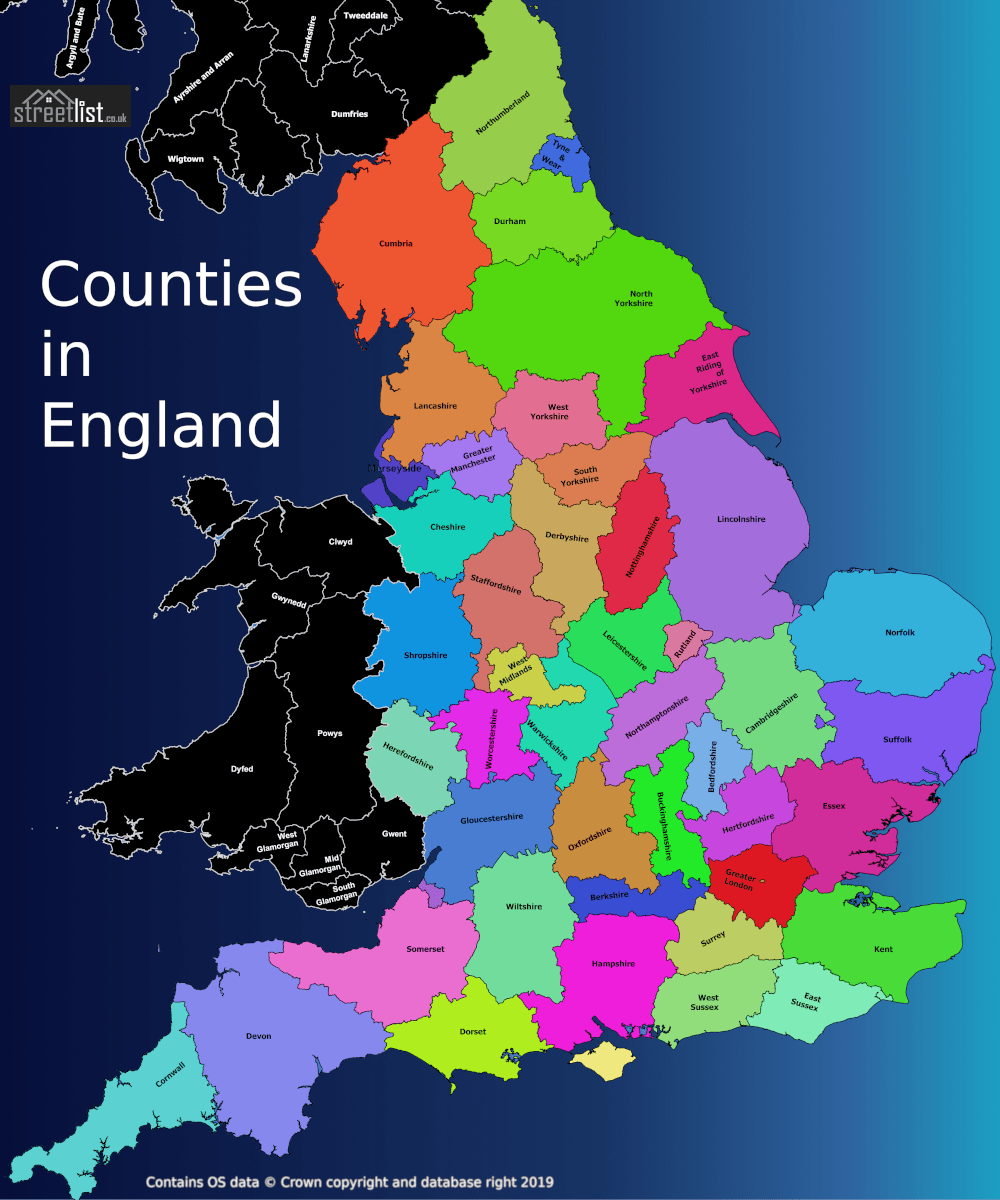 Argyll and Bute
Tweeddale
Lanarkshire
Ayrshire and Arran
streetlist.co.uk
Dumfries
Wigtown
Northumberland
Tyne
&
Wear
Durham
Cumbria
Counties
in
England
North
Yorkshire
East
Riding
of
Yorkshire
Lancashire
West
Yorkshire
Greater
Manchester
Merseyside
South
Yorkshire
Cheshire
Derbyshire
Nottinghamshire
Lincolnshire
Clwyd
Gwynedd
Staffordshire
Shropshire
Leicestershire
Rutland
Norfolk
West
Midlands
Powys
Dyfed
Herefordshire
Worcestershire
Warwickshire
Northamptonshire
Cambridgeshire
Suffolk
Bedfordshire
Buckinghamshire
Hertfordshire
Essex
Gloucestershire
Oxfordshire
West
Glamorgan
Mid
Glamorgan
South
Glamorgan
Gwent
Greater
London
Berkshire
Wiltshire
Somerset
Surrey
Kent
Hampshire
West
Sussex
East
Sussex
Devon
Dorset
Cornwall
Contains OS data © Crown copyright and database right 2019